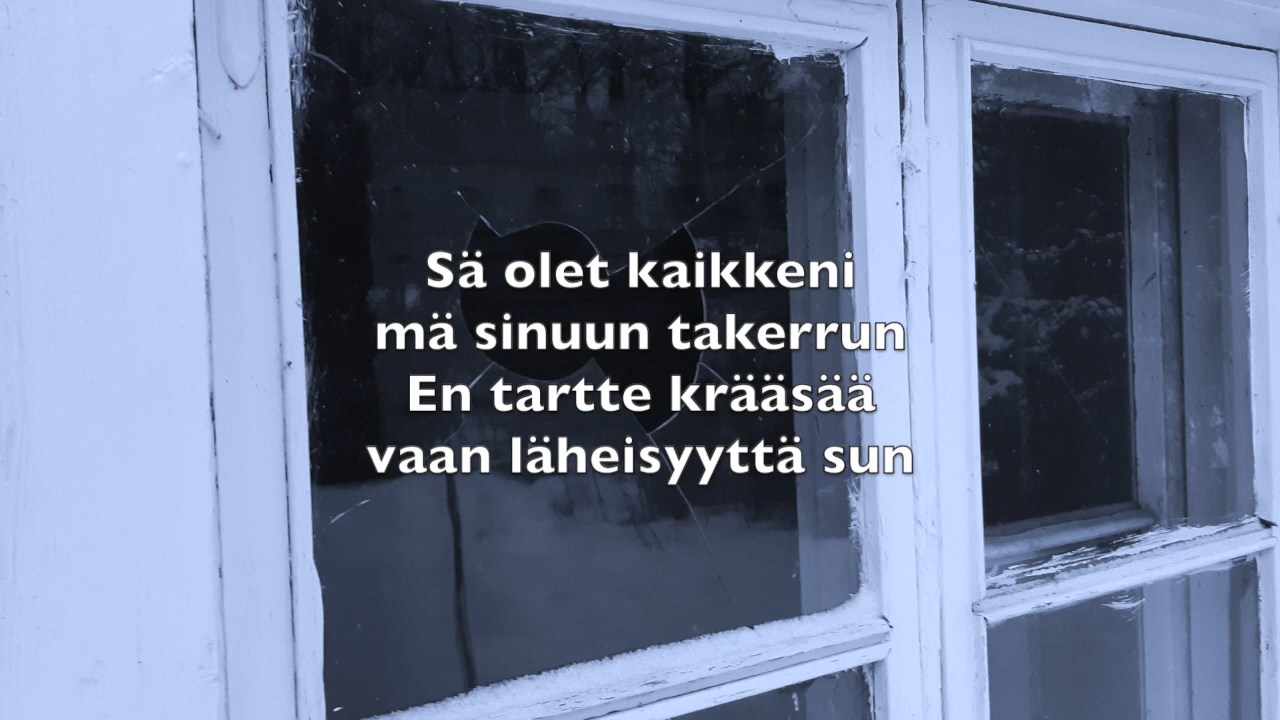 Sä olet kaikkeni
mä sinuun takerrun
En tartte krääsää
vaan läheisyyttä sun